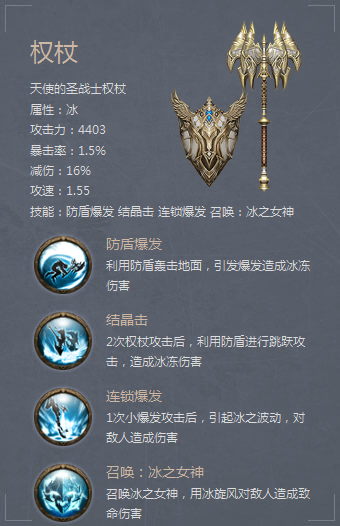 权杖
天使的圣战士权杖
属性：冰
攻击力：4403
暴击率：1.5%
减伤：16%
攻速：1.55
技能：防盾爆发 结晶击 连锁爆发 召唤：冰之女神
防盾爆发
利用防盾轰击地面，引发爆发造成冰冻
伤害
结晶击
2次权杖攻击后，利用防盾进行跳跃攻
击，造成冰冻伤害
连锁爆发
1次小爆发攻击后，引起冰之波动，对
敌人造成伤害
召唤：冰之女神
召唤冰之女神，用冰旋风对敌人造成致
命伤害